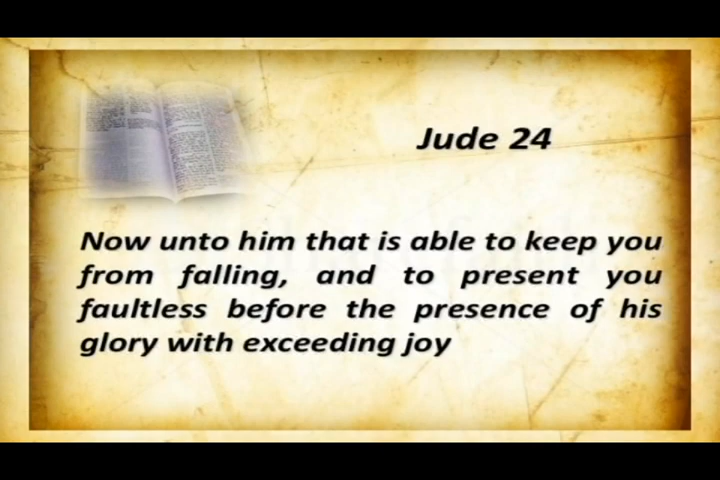 Jude 24
Now unto him that is able to keep you
from falling, and to present you
faultless before the presence of his
glory with exceeding joy